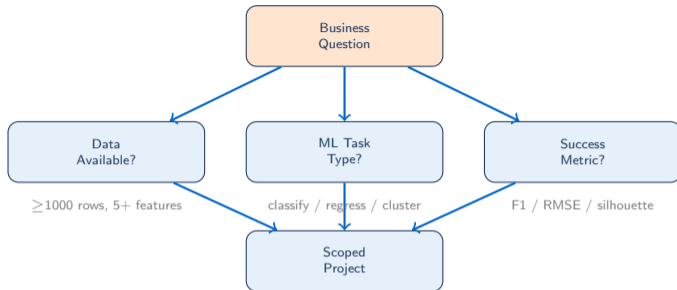 Business
Question
Data
Available?
ML Task
Type?
Success
Metric?
≥1000 rows, 5+ features
classify / regress / cluster
F1 / RMSE / silhouette
Scoped
Project